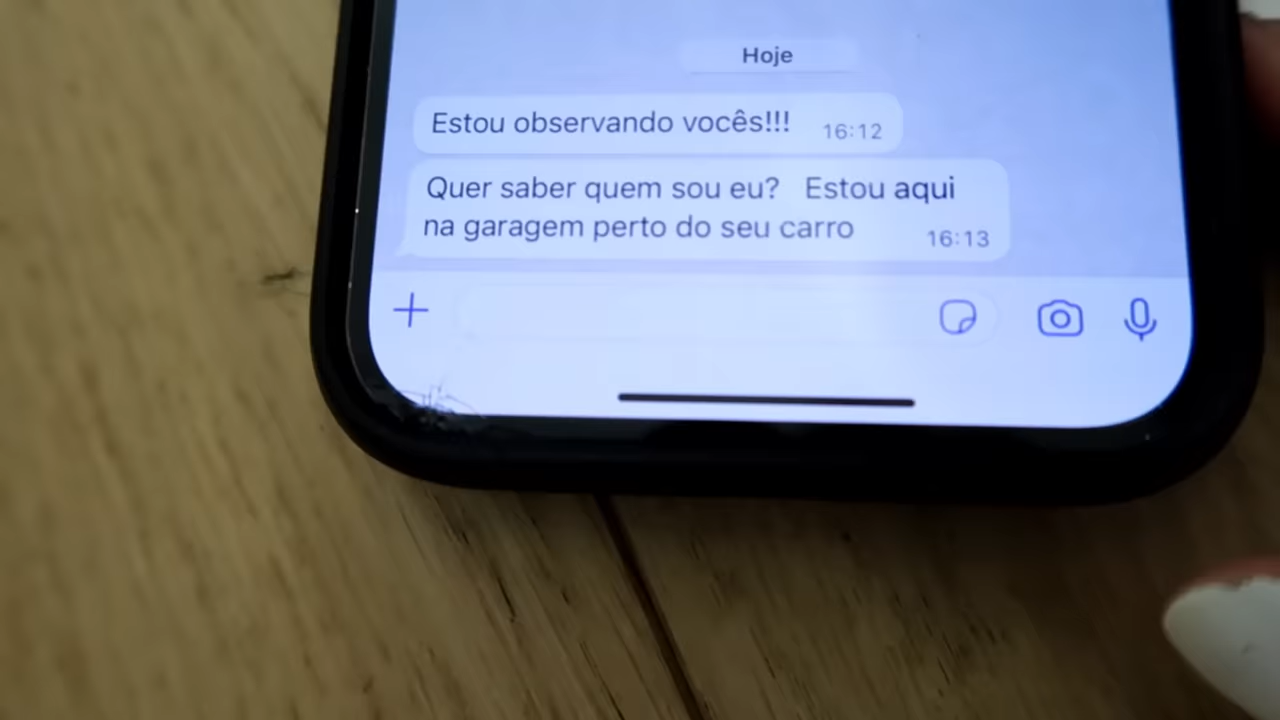 Hoje
Estou observando vocês!!! 16:12
Quer saber quem sou eu? Estou aqui
na garagem perto do seu carro 16:13